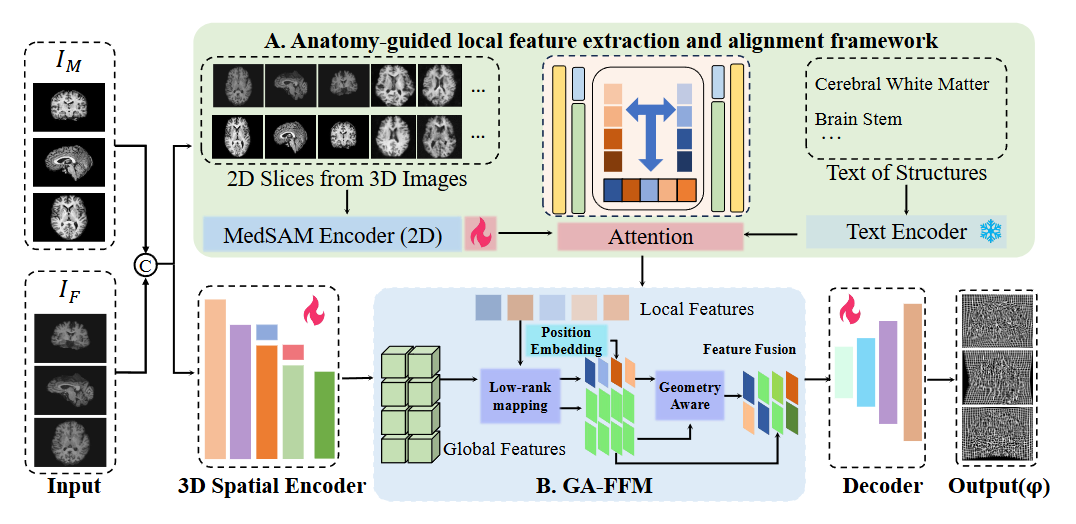 I_M
I_F
Input
C
A. Anatomy-guided local feature extraction and alignment framework
...
...
2D Slices from 3D Images
MedSAM Encoder (2D)
Attention
Cerebral White Matter
Brain Stem
...
Text of Structures
Text Encoder
3D Spatial Encoder
Local Features
Position
Embedding
Low-rank
mapping
Geometry
Aware
Feature Fusion
Global Features
B. GA-FFM
Decoder
Output(φ)